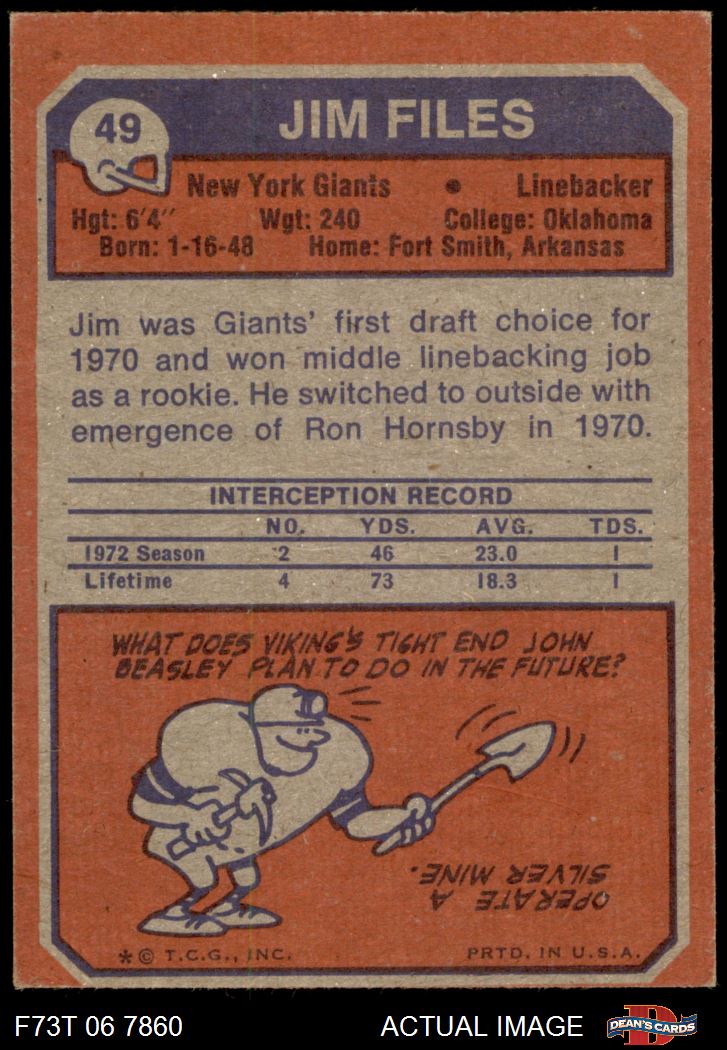 49
JIM FILES
New York Giants • Linebacker
Hgt: 6'4" Wgt: 240 College: Oklahoma
Born: 1-16-48 Home: Fort Smith, Arkansas
Jim was Giants' first draft choice for
1970 and won middle linebacking job
as a rookie. He switched to outside with
emergence of Ron Hornsby in 1970.
INTERCEPTION RECORD
NO. YDS. AVG. TDS.
1972 Season 2 46 23.0 1
Lifetime 4 73 18.3 1
WHAT DOES VIKING'S TIGHT END JOHN
BEASLEY PLAN TO DO IN THE FUTURE?
OPERATE A
SILVER MINE.
*© T.C.G., INC. PRTD. IN U.S.A.
F73T 06 7860 ACTUAL IMAGE
D
DEAN'S CARDS